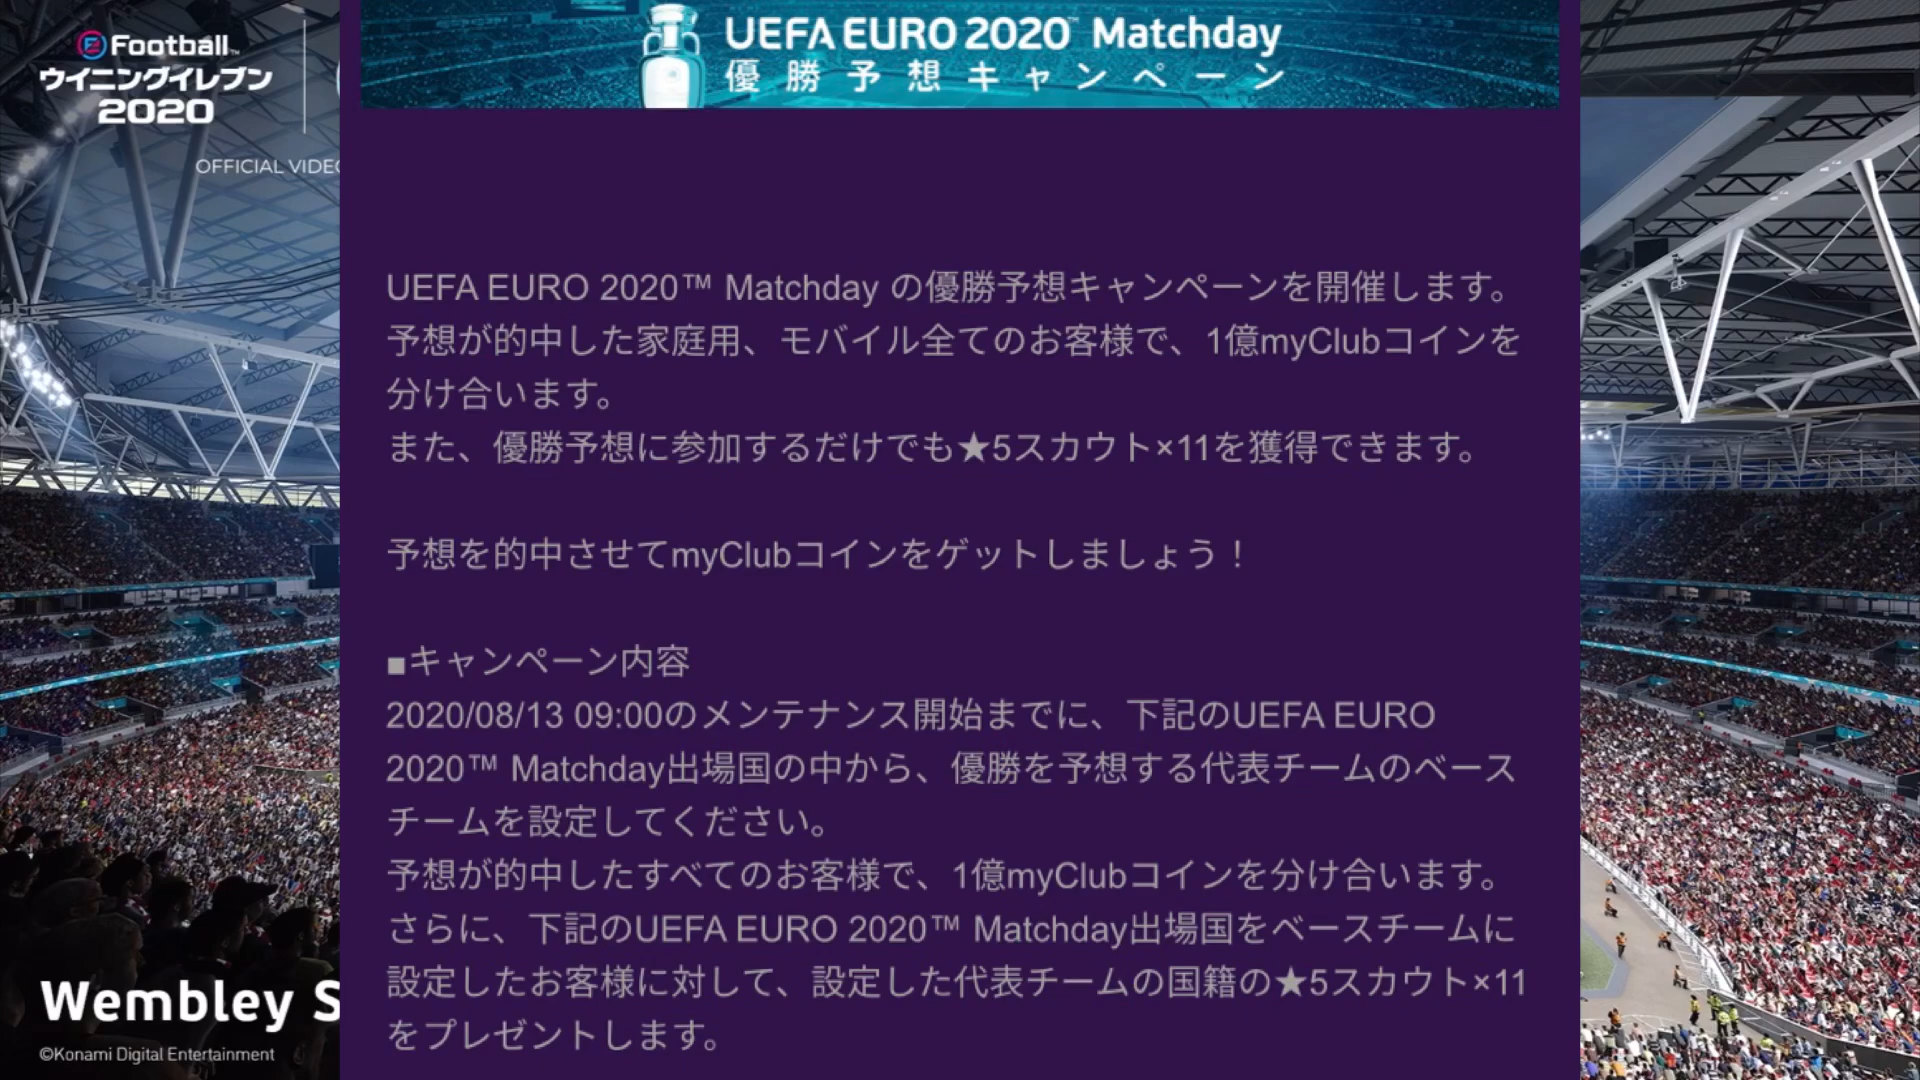 Football
ウイニングイレブン
2020
OFFICIAL
Wembley
©Konami Digital Entertainment
UEFA EURO 2020™ Matchday
優勝予想キャンペーン
UEFA EURO 2020™ Matchday の優勝予想キャンペーンを開催します。
予想が的中した家庭用、モバイル全てのお客様で、1億myClubコインを
分け合います。
また、優勝予想に参加するだけでも★5スカウト×11を獲得できます。
予想を的中させてmyClubコインをゲットしましょう！
■キャンペーン内容
2020/08/13 09:00のメンテナンス開始までに、下記のUEFA EURO
2020™ Matchday出場国の中から、優勝を予想する代表チームのベース
チームを設定してください。
予想が的中したすべてのお客様で、1億myClubコインを分け合います。
さらに、下記のUEFA EURO 2020™ Matchday出場国をベースチームに
設定したお客様に対して、設定した代表チームの国籍の★5スカウト×11
をプレゼントします。